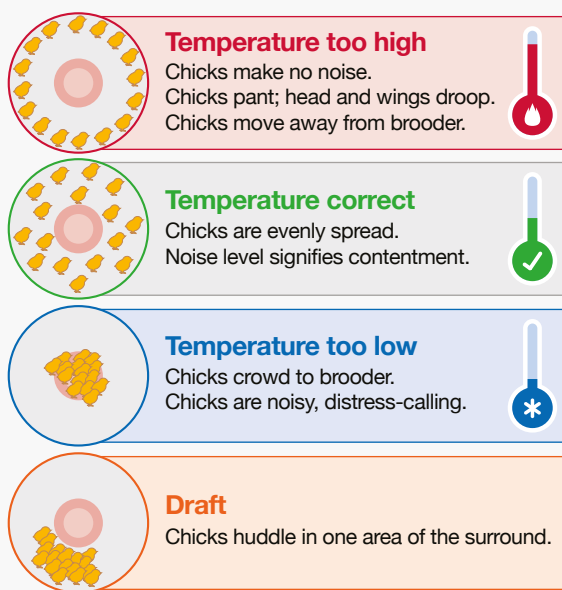 Temperature too high
Chicks make no noise.
Chicks pant; head and wings droop.
Chicks move away from brooder.
Temperature correct
Chicks are evenly spread.
Noise level signifies contentment.
Temperature too low
Chicks crowd to brooder.
Chicks are noisy, distress-calling.
Draft
Chicks huddle in one area of the surround.